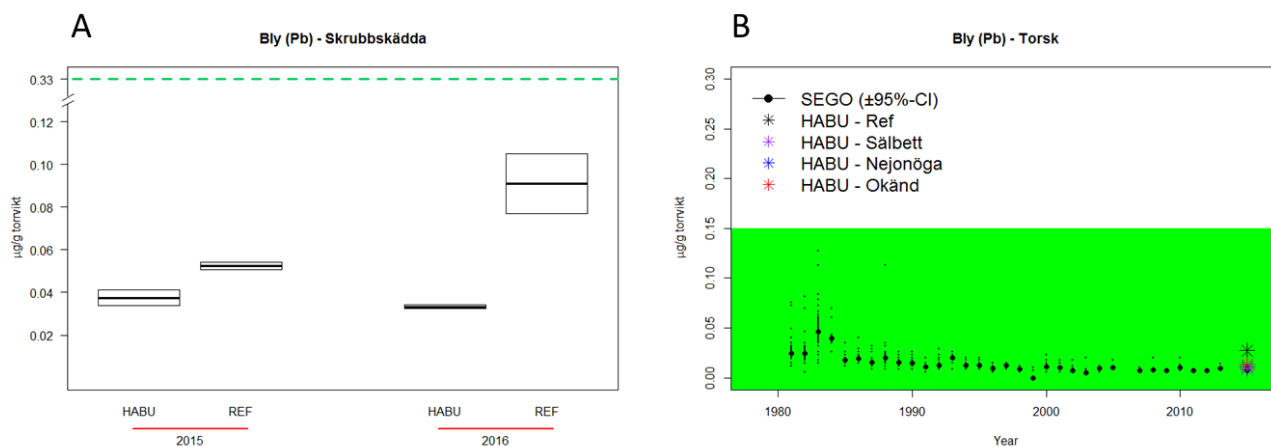 A
Bly (Pb) - Skrubbskädda
µg/g torrvikt
0.33
0.12
0.10
0.08
0.06
0.04
0.02
HABU REF HABU REF
2015 2016
B
Bly (Pb) - Torsk
µg/g torrvikt
0.30
0.25
0.20
0.15
0.10
0.05
0.00
SEGO (±95%-CI)
HABU - Ref
HABU - Sälbett
HABU - Nejonöga
HABU - Okänd
1980 1990 2000 2010
Year